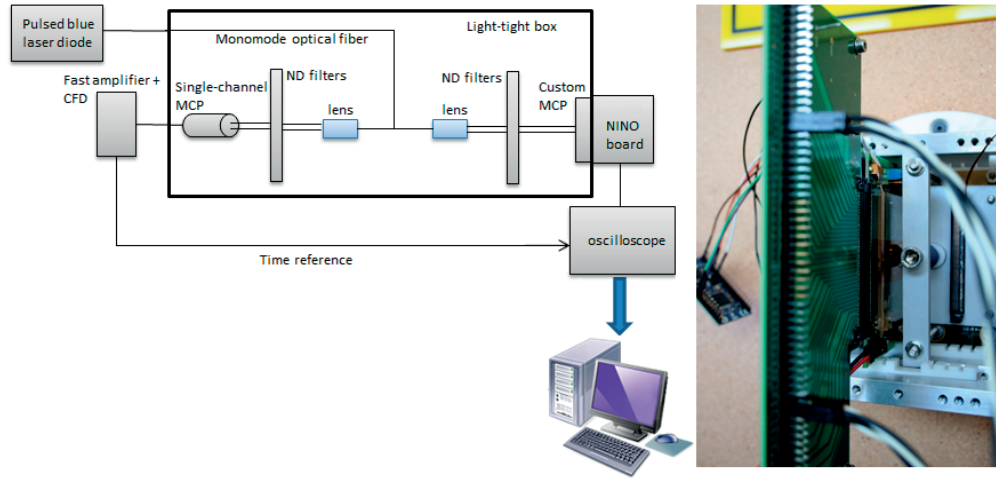 Pulsed blue
laser diode
Monomode optical fiber
Light-tight box
Fast amplifier +
CFD
Single-channel
MCP
ND filters
lens
lens
ND filters
Custom
MCP
NINO
board
oscilloscope
Time reference